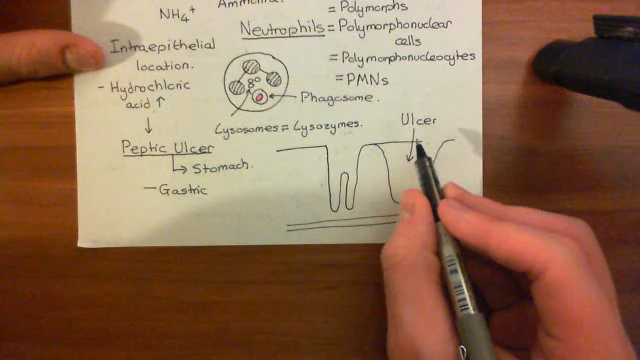 NH₄⁺
= Polymorphs
Neutrophils = Polymorphonuclear
cells
= Polymorphonucleocytes
= PMNs
Intraepithelial
location.
- Hydrochloric
acid ↑
Phagosome.
Lysosomes = Lysozymes.
Peptic Ulcer
→ Stomach.
- Gastric
Ulcer